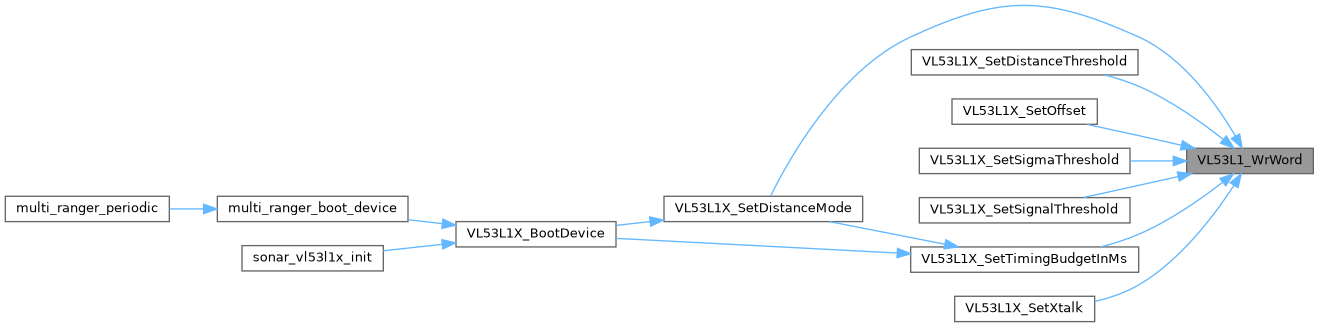 VL53L1X_SetDistanceThreshold
VL53L1X_SetOffset
VL53L1X_SetSigmaThreshold
VL53L1_WrWord
multi_ranger_periodic
multi_ranger_boot_device
VL53L1X_SetDistanceMode
VL53L1X_SetSignalThreshold
VL53L1X_BootDevice
sonar_vl53l1x_init
VL53L1X_SetTimingBudgetInMs
VL53L1X_SetXtalk